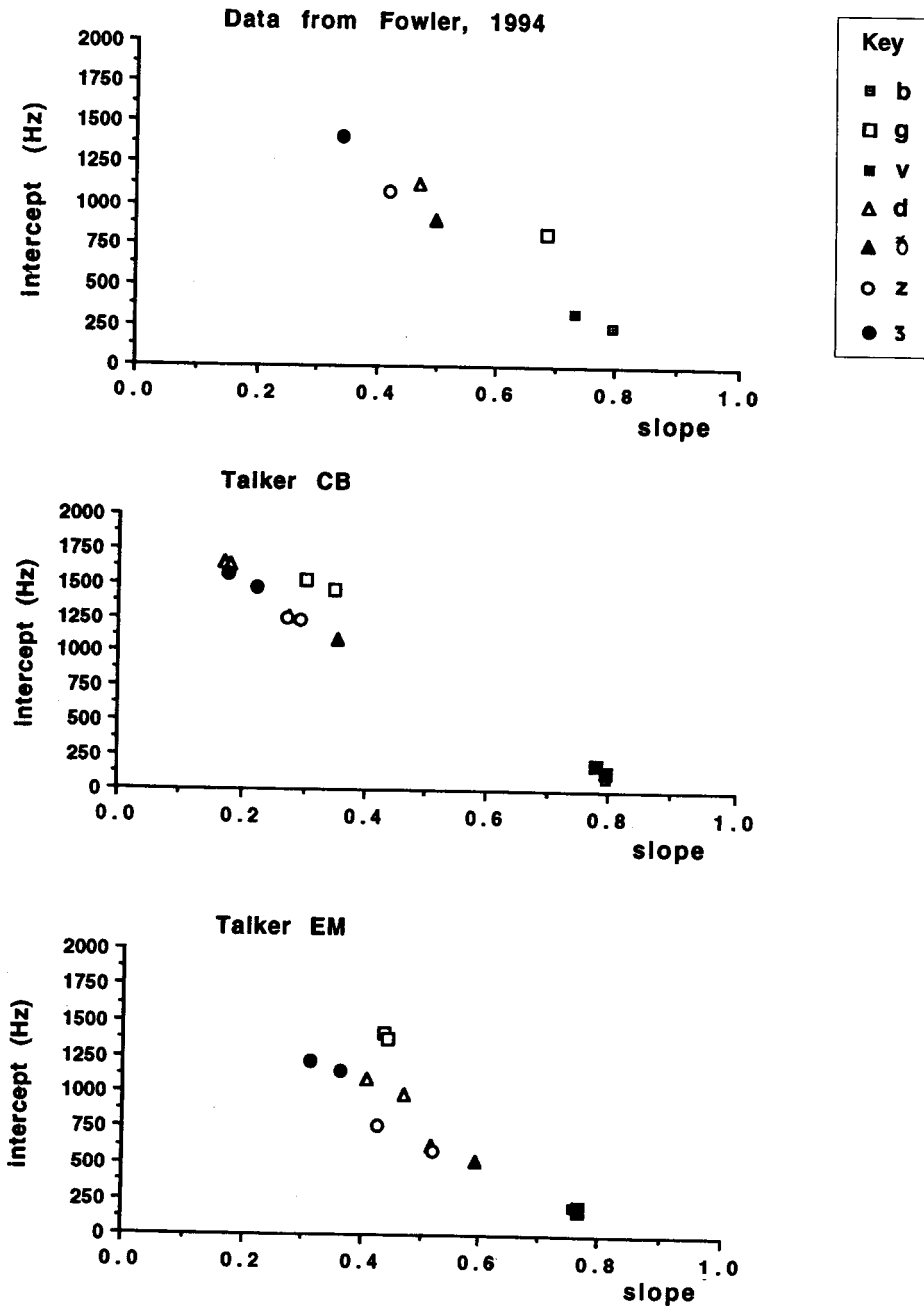 Data from Fowler, 1994
2000
1750
1500
1250
1000
750
500
250
0
intercept (Hz)
0.0 0.2 0.4 0.6 0.8 1.0
slope
Key
b
g
v
d
ð
z
ʒ
Talker CB
2000
1750
1500
1250
1000
750
500
250
0
intercept (Hz)
0.0 0.2 0.4 0.6 0.8 1.0
slope
Talker EM
2000
1750
1500
1250
1000
750
500
250
0
intercept (Hz)
0.0 0.2 0.4 0.6 0.8 1.0
slope